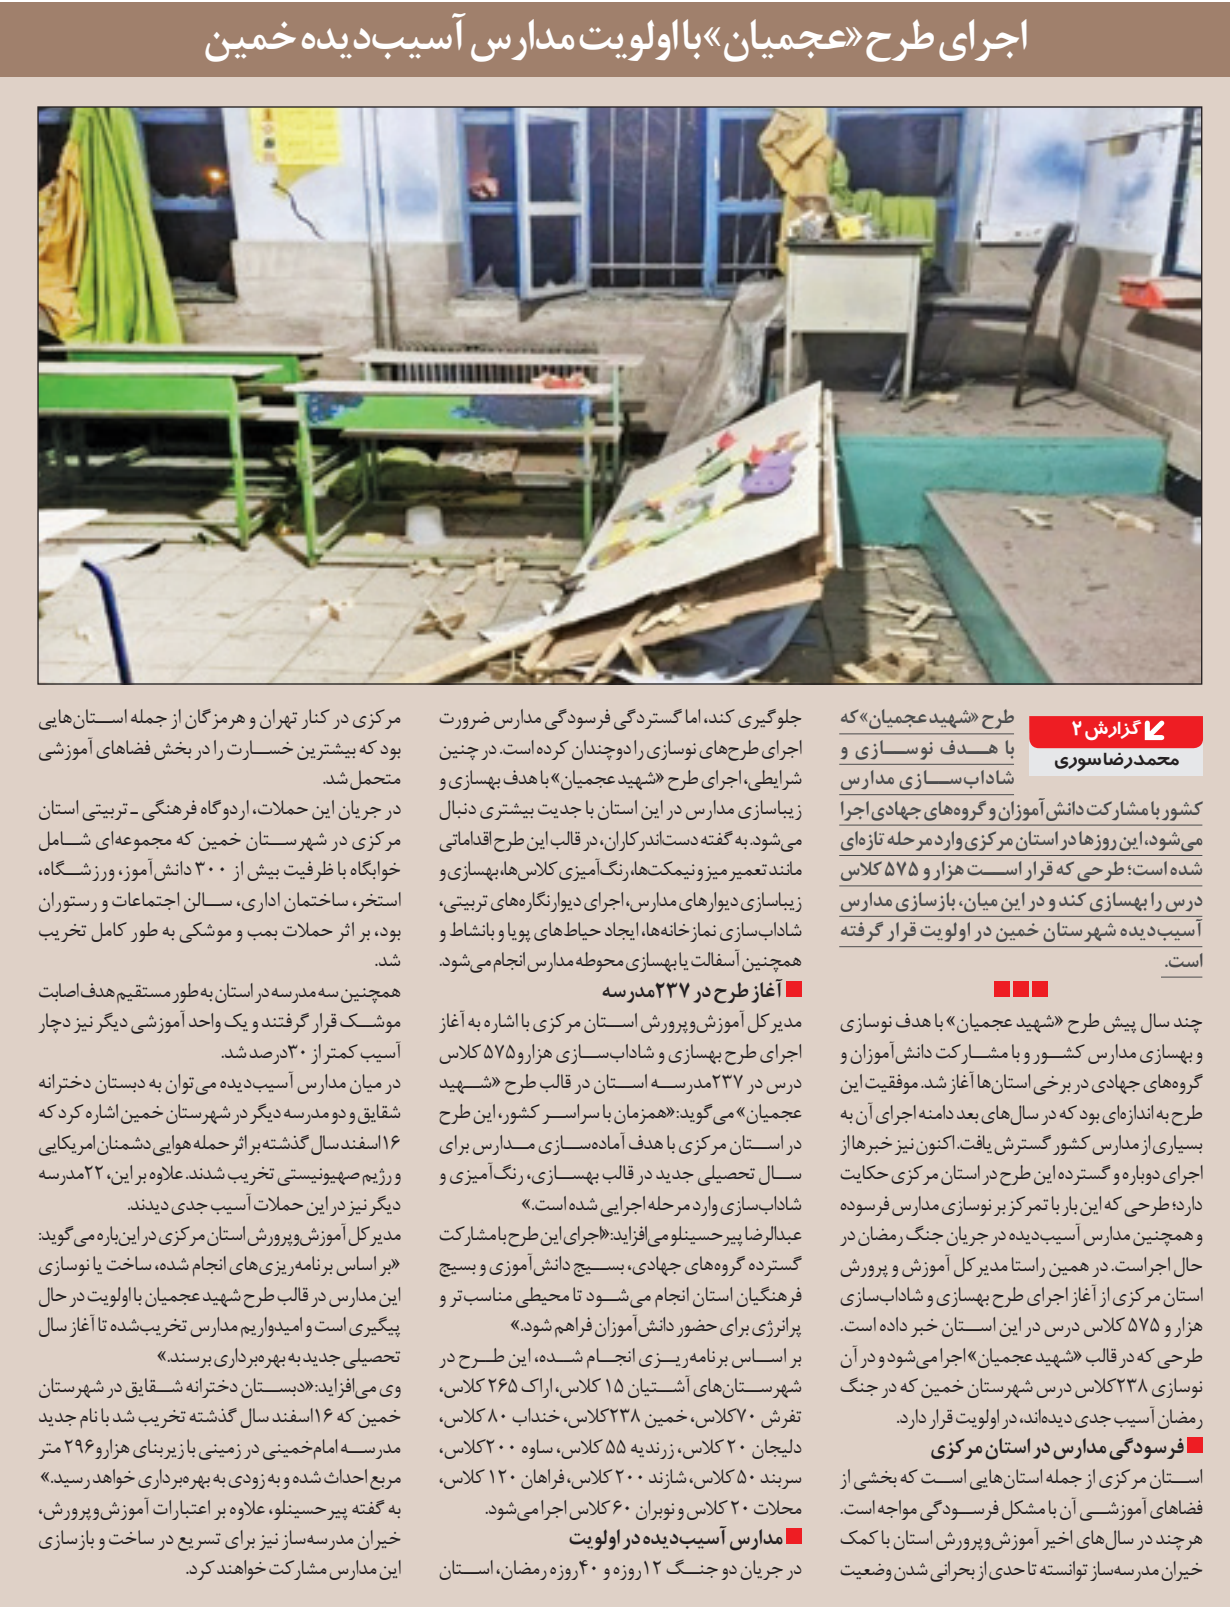 اجرای طرح «عجمیان» با اولویت مدارس آسیب‌دیده خمین
گزارش ۲
محمدرضا سوری
طرح «شهید عجمیان» که
با هدف نوسازی و
شاداب‌سازی مدارس
کشور با مشارکت دانش‌آموزان و گروه‌های جهادی اجرا
می‌شود، این روزها در استان مرکزی وارد مرحله تازه‌ای
شده است؛ طرحی که قرار است هزار و ۵۷۵ کلاس
درس را بهسازی کند و در این میان، بازسازی مدارس
آسیب‌دیده شهرستان خمین در اولویت قرار گرفته
است.
چند سال پیش طرح «شهید عجمیان» با هدف نوسازی
و بهسازی مدارس کشور و با مشارکت دانش‌آموزان و
گروه‌های جهادی در برخی استان‌ها آغاز شد. موفقیت این
طرح به اندازه‌ای بود که در سال‌های بعد دامنه اجرای آن به
بسیاری از مدارس کشور گسترش یافت. اکنون نیز خبرها از
اجرای دوباره و گسترده این طرح در استان مرکزی حکایت
دارد؛ طرحی که این بار با تمرکز بر نوسازی مدارس فرسوده
و همچنین مدارس آسیب‌دیده در جریان جنگ رمضان در
حال اجراست. در همین راستا مدیرکل آموزش و پرورش
استان مرکزی از آغاز اجرای طرح بهسازی و شاداب‌سازی
هزار و ۵۷۵ کلاس درس در این استان خبر داده است.
طرحی که در قالب «شهید عجمیان» اجرا می‌شود و در آن
نوسازی ۲۳۸ کلاس درس شهرستان خمین که در جنگ
رمضان آسیب جدی دیده‌اند، در اولویت قرار دارد.
فرسودگی مدارس در استان مرکزی
استان مرکزی از جمله استان‌هایی است که بخشی از
فضاهای آموزشی آن با مشکل فرسودگی مواجه است.
هرچند در سال‌های اخیر آموزش‌وپرورش استان با کمک
خیران مدرسه‌ساز توانسته تا حدی از بحرانی شدن وضعیت
جلوگیری کند، اما گستردگی فرسودگی مدارس ضرورت
اجرای طرح‌های نوسازی را دوچندان کرده است. در چنین
شرایطی، اجرای طرح «شهید عجمیان» با هدف بهسازی و
زیباسازی مدارس در این استان با جدیت بیشتری دنبال
می‌شود. به گفته دست‌اندرکاران، در قالب این طرح اقداماتی
مانند تعمیر میز و نیمکت‌ها، رنگ‌آمیزی کلاس‌ها، بهسازی و
زیباسازی دیوارهای مدارس، اجرای دیوارنگاره‌های تربیتی،
شاداب‌سازی نمازخانه‌ها، ایجاد حیاط‌های پویا و بانشاط و
همچنین آسفالت یا بهسازی محوطه مدارس انجام می‌شود.
آغاز طرح در ۲۳۷مدرسه
مدیرکل آموزش‌وپرورش استان مرکزی با اشاره به آغاز
اجرای طرح بهسازی و شاداب‌سازی هزارو۵۷۵ کلاس
درس در ۲۳۷مدرسه استان در قالب طرح «شهید
عجمیان» می‌گوید: «همزمان با سراسر کشور، این طرح
در استان مرکزی با هدف آماده‌سازی مدارس برای
سال تحصیلی جدید در قالب بهسازی، رنگ‌آمیزی و
شاداب‌سازی وارد مرحله اجرایی شده است.»
عبدالرضا پیرحسینلو می‌افزاید: «اجرای این طرح با مشارکت
گسترده گروه‌های جهادی، بسیج دانش‌آموزی و بسیج
فرهنگیان استان انجام می‌شود تا محیطی مناسب‌تر و
پرانرژی برای حضور دانش‌آموزان فراهم شود.»
بر اساس برنامه‌ریزی انجام شده، این طرح در
شهرستان‌های آشتیان ۱۵ کلاس، اراک ۲۶۵ کلاس،
تفرش ۷۰کلاس، خمین ۲۳۸کلاس، خنداب ۸۰ کلاس،
دلیجان ۲۰ کلاس، زرندیه ۵۵ کلاس، ساوه ۲۰۰کلاس،
سربند ۵۰ کلاس، شازند ۲۰۰ کلاس، فراهان ۱۲۰ کلاس،
محلات ۲۰ کلاس و نوبران ۶۰ کلاس اجرا می‌شود.
مدارس آسیب‌دیده در اولویت
در جریان دو جنگ ۱۲روزه و ۴۰روزه رمضان، استان
مرکزی در کنار تهران و هرمزگان از جمله استان‌هایی
بود که بیشترین خسارت را در بخش فضاهای آموزشی
متحمل شد.
در جریان این حملات، اردوگاه فرهنگی ـ تربیتی استان
مرکزی در شهرستان خمین که مجموعه‌ای شامل
خوابگاه با ظرفیت بیش از ۳۰۰ دانش‌آموز، ورزشگاه،
استخر، ساختمان اداری، سالن اجتماعات و رستوران
بود، بر اثر حملات بمب و موشکی به طور کامل تخریب
شد.
همچنین سه مدرسه در استان به طور مستقیم هدف اصابت
موشک قرار گرفتند و یک واحد آموزشی دیگر نیز دچار
آسیب کمتر از ۳۰درصد شد.
در میان مدارس آسیب‌دیده می‌توان به دبستان دخترانه
شقایق و دو مدرسه دیگر در شهرستان خمین اشاره کرد که
۱۶اسفند سال گذشته بر اثر حمله هوایی دشمنان امریکایی
و رژیم صهیونیستی تخریب شدند. علاوه بر این، ۲۲مدرسه
دیگر نیز در این حملات آسیب جدی دیدند.
مدیرکل آموزش‌وپرورش استان مرکزی در این‌باره می‌گوید:
«بر اساس برنامه‌ریزی‌های انجام شده، ساخت یا نوسازی
این مدارس در قالب طرح شهید عجمیان با اولویت در حال
پیگیری است و امیدواریم مدارس تخریب‌شده تا آغاز سال
تحصیلی جدید به بهره‌برداری برسند.»
وی می‌افزاید: «دبستان دخترانه شقایق در شهرستان
خمین که ۱۶اسفند سال گذشته تخریب شد با نام جدید
مدرسه امام‌خمینی در زمینی با زیربنای هزارو۲۹۶ متر
مربع احداث شده و به زودی به بهره‌برداری خواهد رسید.»
به گفته پیرحسینلو، علاوه بر اعتبارات آموزش‌وپرورش،
خیران مدرسه‌ساز نیز برای تسریع در ساخت و بازسازی
این مدارس مشارکت خواهند کرد.